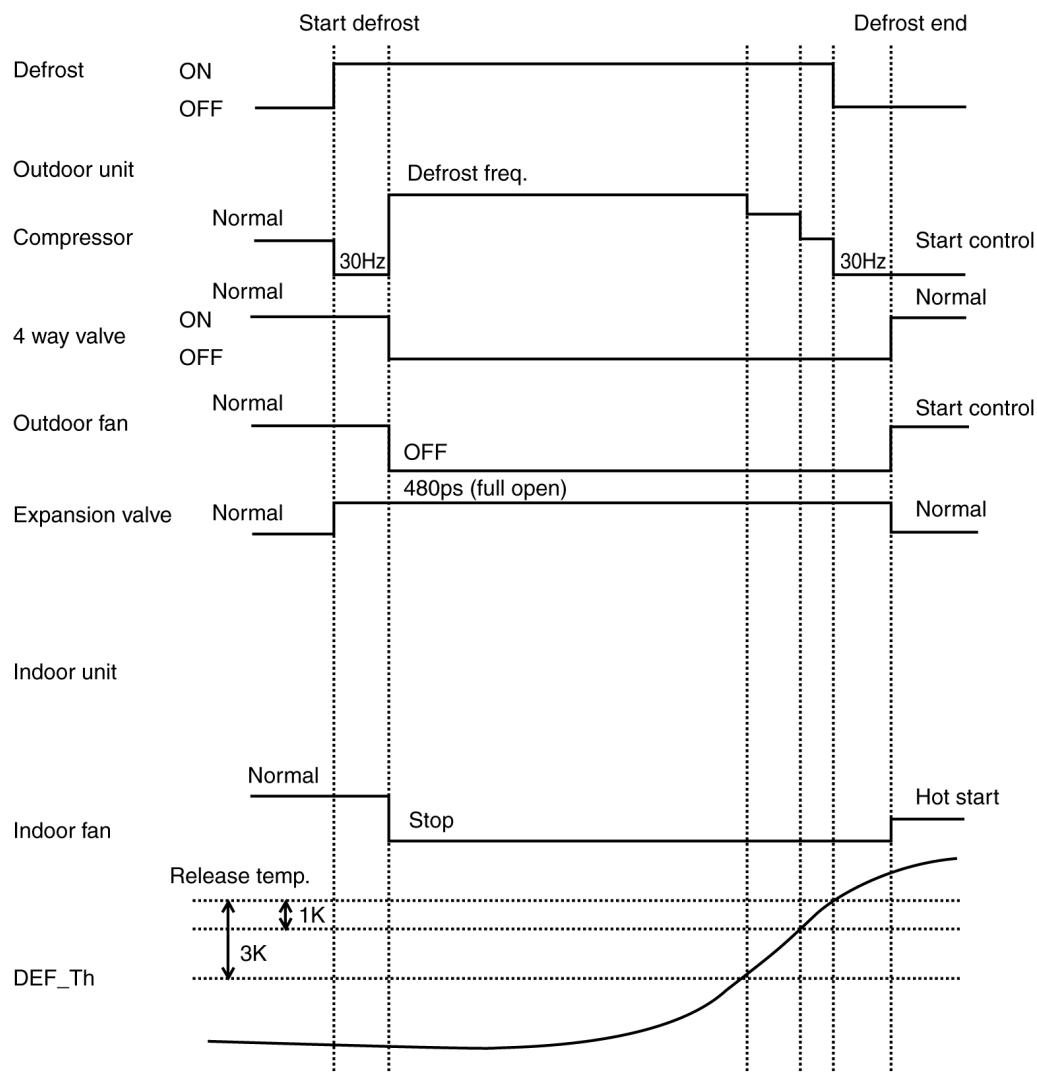 Start defrost
Defrost end
Defrost
ON
OFF
Outdoor unit
Defrost freq.
Normal
Compressor
30Hz
30Hz
Start control
Normal
Normal
ON
4 way valve
OFF
Normal
Start control
Outdoor fan
OFF
480ps (full open)
Expansion valve
Normal
Normal
Indoor unit
Normal
Hot start
Stop
Indoor fan
Release temp.
1K
3K
DEF_Th